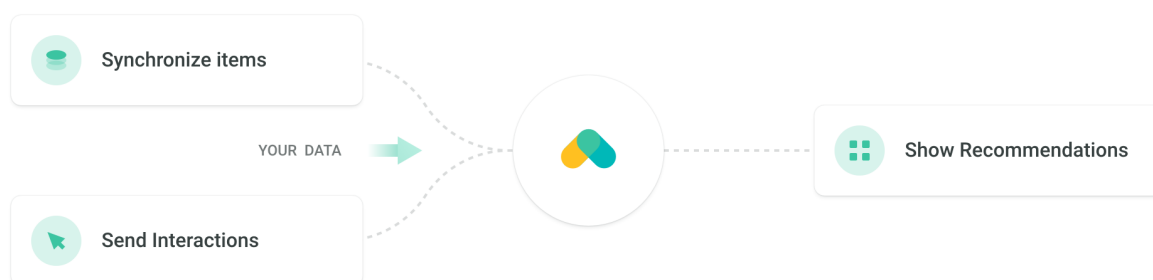 Synchronize items
YOUR DATA
Send Interactions
Show Recommendations